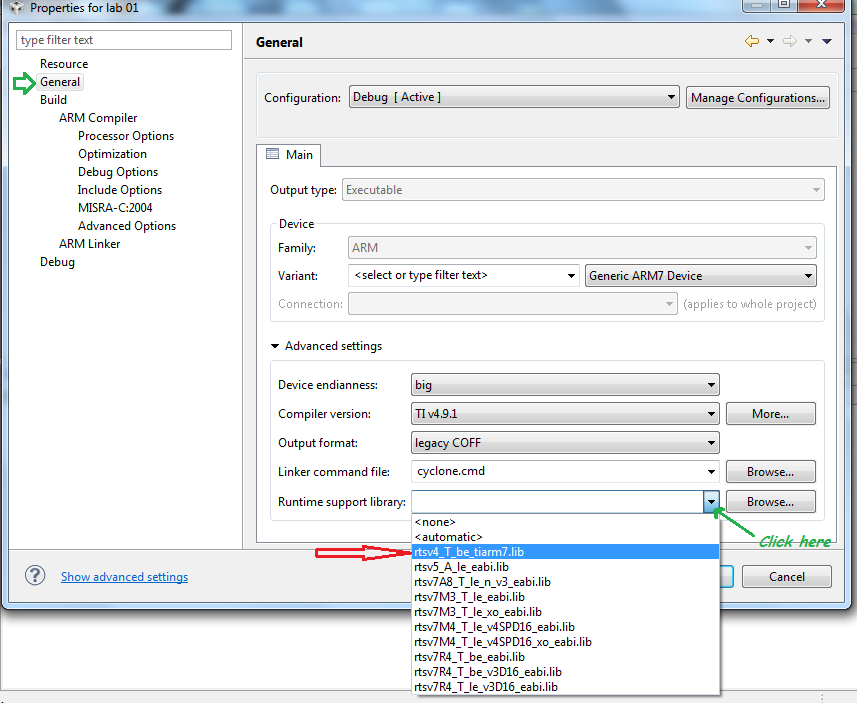 Properties for lab 01
type filter text
General
Resource
General
Build
ARM Compiler
Processor Options
Optimization
Debug Options
Include Options
MISRA-C:2004
Advanced Options
ARM Linker
Debug
Configuration: Debug [ Active ] Manage Configurations...
Main
Output type: Executable
Device
Family: ARM
Variant: <select or type filter text> Generic ARM7 Device
Connection: (applies to whole project)
Advanced settings
Device endianness: big
Compiler version: TI v4.9.1 More...
Output format: legacy COFF
Linker command file: cyclone.cmd Browse...
Runtime support library: Browse...
<none>
<automatic>
rtsv4_T_be_tiarm7.lib
rtsv5_A_le_eabi.lib
rtsv7A8_T_le_n_v3_eabi.lib
rtsv7M3_T_le_eabi.lib
rtsv7M3_T_le_xo_eabi.lib
rtsv7M4_T_le_v4SPD16_eabi.lib
rtsv7M4_T_le_v4SPD16_xo_eabi.lib
rtsv7R4_T_be_eabi.lib
rtsv7R4_T_be_v3D16_eabi.lib
rtsv7R4_T_le_v3D16_eabi.lib
Click here
? Show advanced settings Cancel